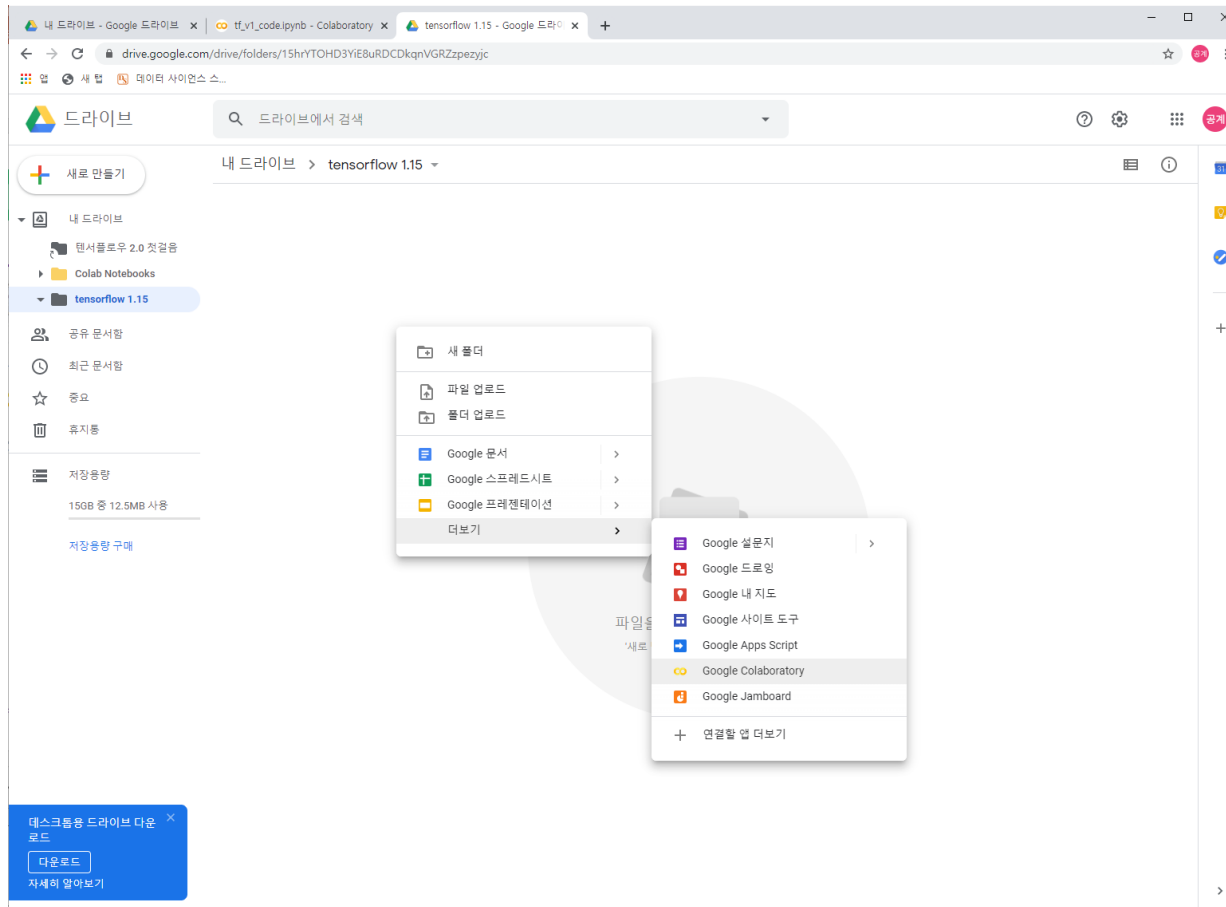 내 드라이브 - Google 드라이브
tf_v1_code.ipynb - Colaboratory
tensorflow 1.15 - Google 드라이
drive.google.com/drive/folders/15hrYTOHD3YiE8uRDCDkqnVGRZzpezyjc
공계
앱
새 탭
데이터 사이언스 스...
드라이브
드라이브에서 검색
공계
새로 만들기
내 드라이브 > tensorflow 1.15
31
내 드라이브
텐서플로우 2.0 첫걸음
Colab Notebooks
tensorflow 1.15
공유 문서함
최근 문서함
중요
휴지통
저장용량
15GB 중 12.5MB 사용
저장용량 구매
새 폴더
파일 업로드
폴더 업로드
Google 문서
Google 스프레드시트
Google 프레젠테이션
더보기
Google 설문지
Google 드로잉
Google 내 지도
Google 사이트 도구
Google Apps Script
Google Colaboratory
Google Jamboard
연결할 앱 더보기
'새로
데스크톱용 드라이브 다운
로드
다운로드
자세히 알아보기